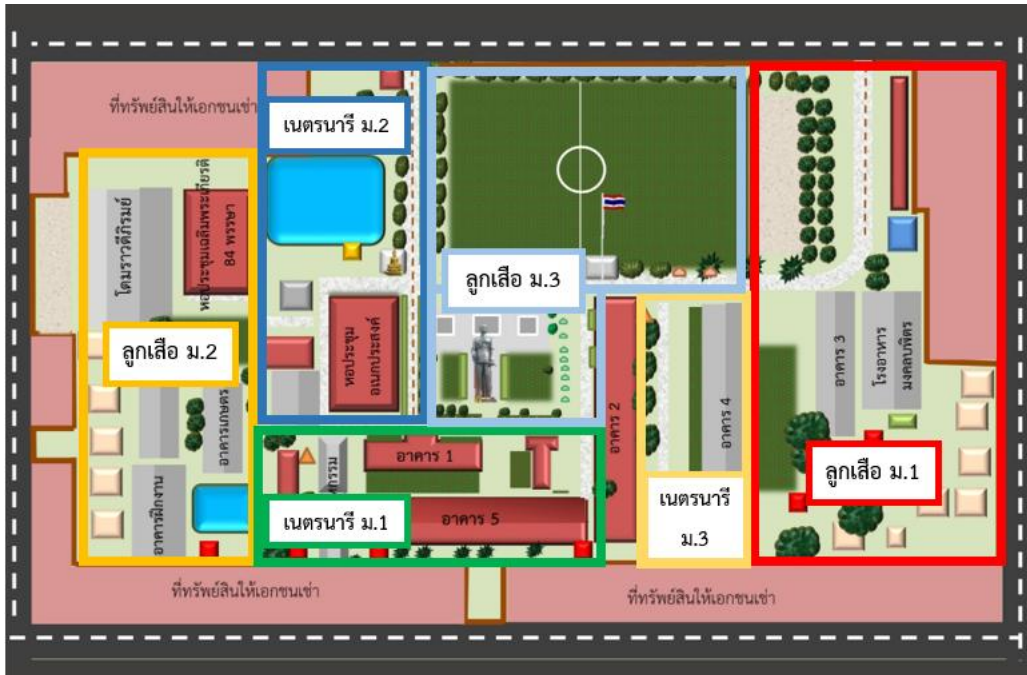 ที่ทรัพย์สินให้เอกชนเช่า
เนตรนารี ม.2
โดมราวดีภิรมย์
หอประชุมเฉลิมพระเกียรติ
84 พรรษา
ลูกเสือ ม.3
ลูกเสือ ม.2
หอประชุม
อเนกประสงค์
อาคาร 2
อาคาร 4
อาคาร 3
โรงอาหาร
มงคลบพิตร
อาคารเกษตร
อาคารฝึกงาน
อาคาร 1
ลูกเสือ ม.1
เนตรนารี ม.1
อาคาร 5
เนตรนารี
ม.3
ที่ทรัพย์สินให้เอกชนเช่า
ที่ทรัพย์สินให้เอกชนเช่า